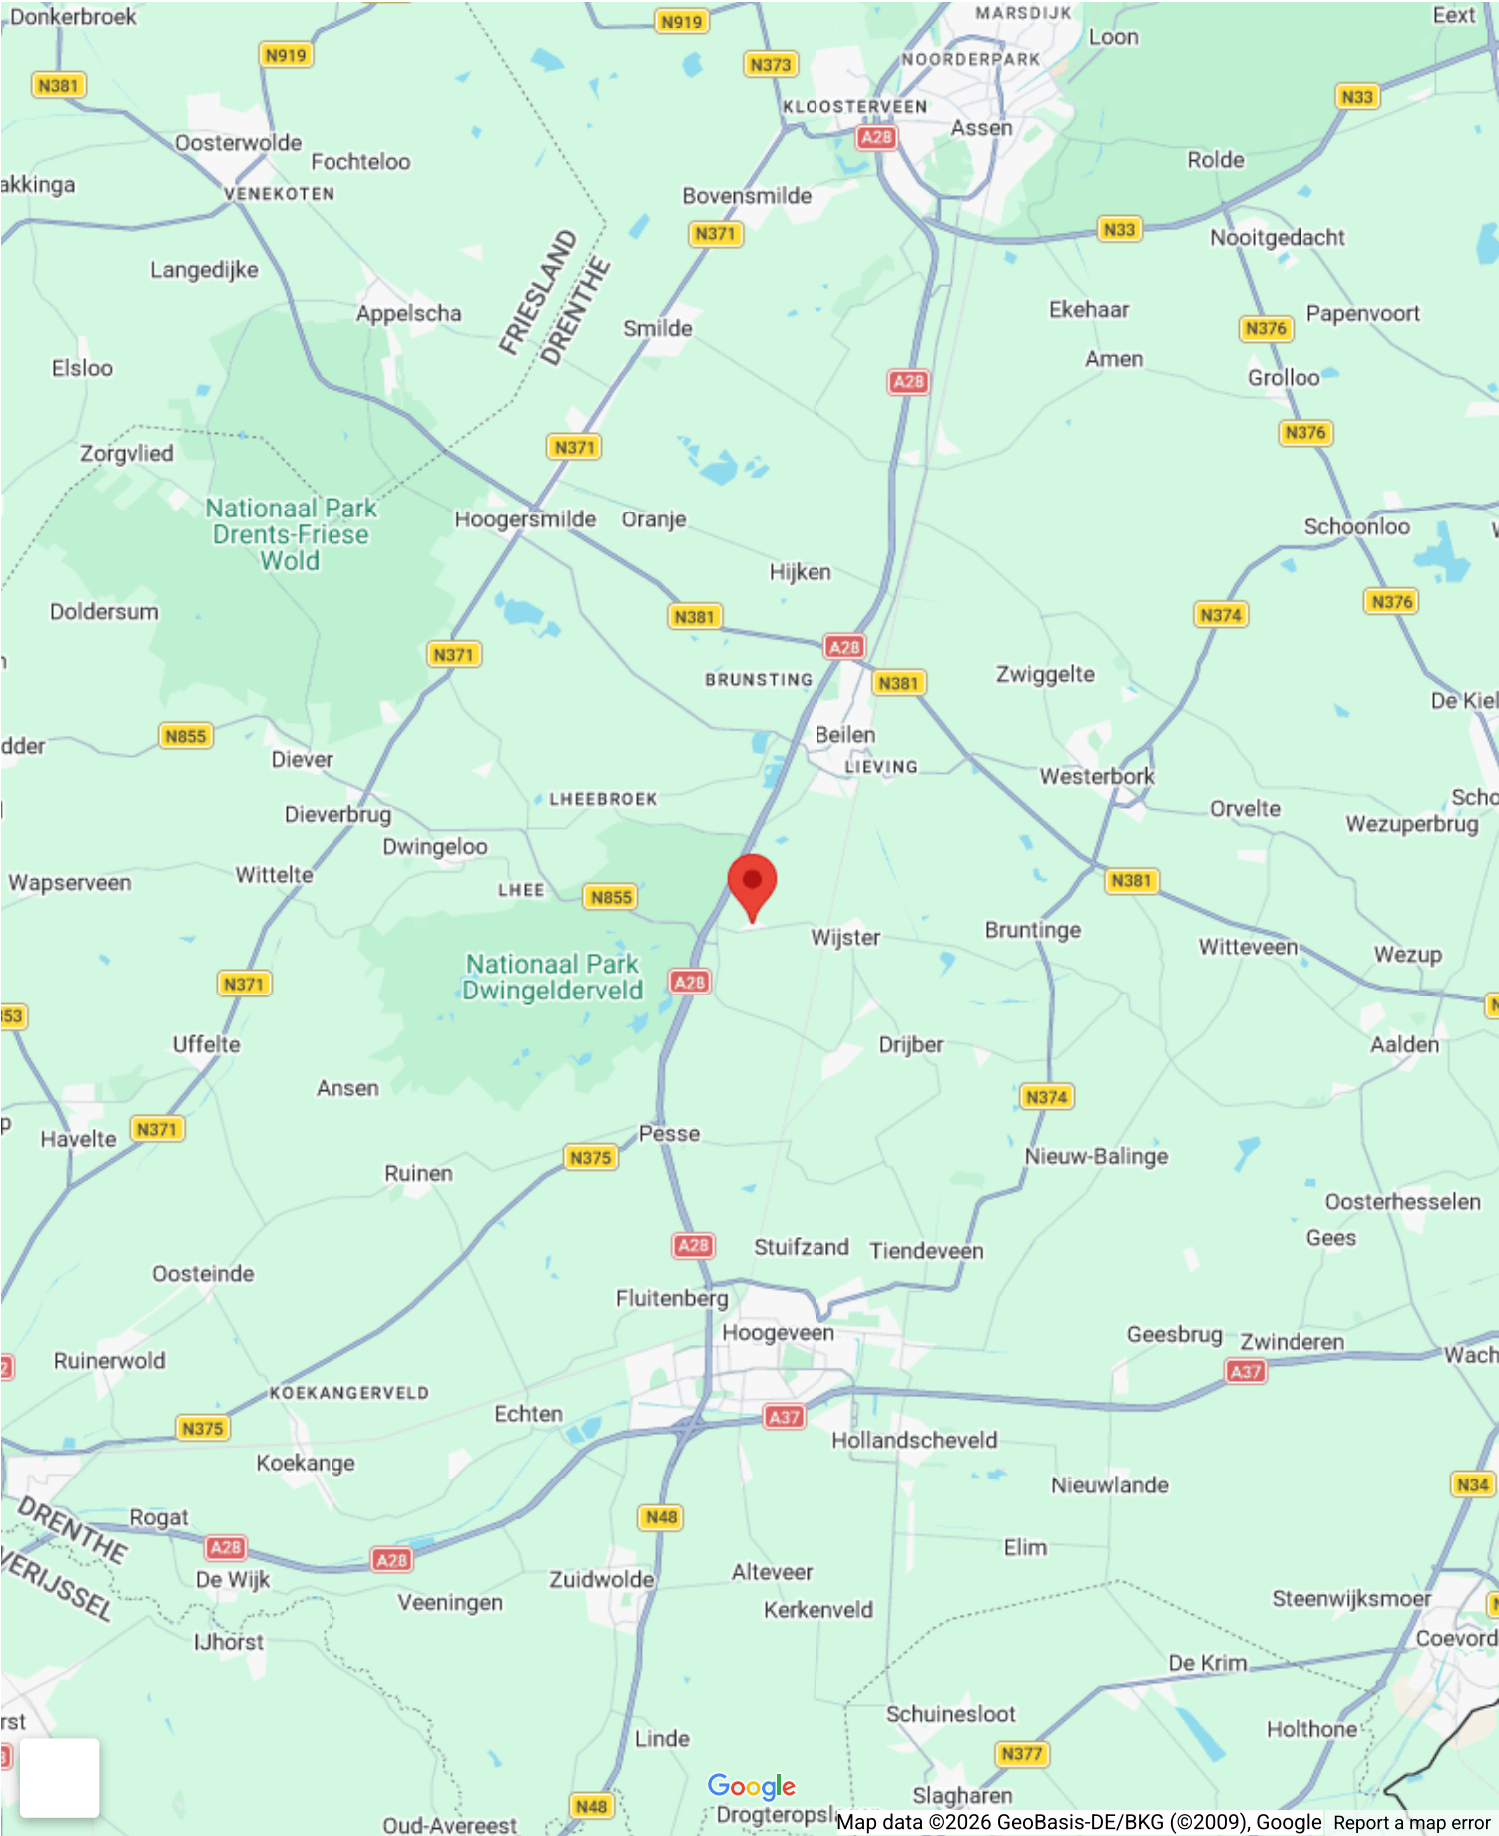 Donkerbroek
N919
MARSDIJK
Eext
N919
Loon
N381
N373
NOORDERPARK
N33
KLOOSTERVEEN
A28
Assen
Oosterwolde
Fochteloo
Rolde
akkinga
VENEKOTEN
Bovensmilde
N371
N33
Nooitgedacht
Langedijke
FRIESLAND
DRENTHE
Appelscha
Smilde
Ekehaar
Papenvoort
N376
Elsloo
Amen
A28
Grolloo
N371
N376
Zorgvlied
Nationaal Park
Drents-Friese
Wold
Hoogersmilde
Oranje
Schoonloo
Hijken
Doldersum
N381
N374
N376
N371
A28
BRUNSTING
N381
Zwiggelte
De Kiel
N855
dder
Beilen
Diever
LIEVING
Westerbork
LHEEBROEK
Scho
Dieverbrug
Orvelte
Wezuperbrug
Dwingeloo
Wapserveen
Wittelte
LHEE
N855
N381
Wijster
Bruntinge
Witteveen
Wezup
Nationaal Park
Dwingelderveld
N371
A28
53
Uffelte
Drijber
Aalden
Ansen
N374
N371
Havelte
Pesse
N375
Nieuw-Balinge
Ruinen
Oosterhesselen
A28
Stuifzand
Tiendeveen
Gees
Oosteinde
Fluitenberg
Hoogeveen
Geesbrug
Zwinderen
Ruinerwold
Wach
A37
KOEKANGERVELD
Echten
A37
N375
Hollandscheveld
Koekange
Nieuwlande
N34
DRENTHE
VERIJSSEL
Rogat
N48
A28
A28
Elim
De Wijk
Zuidwolde
Alteveer
Veeningen
Kerkenveld
Steenwijksmoer
IJhorst
Coevord
De Krim
rst
Schuinesloot
Linde
Holthone
N377
Google
Slagharen
N48
Drogteropsla
Oud-Avereest
Map data ©2026 GeoBasis-DE/BKG (©2009), Google
Report a map error